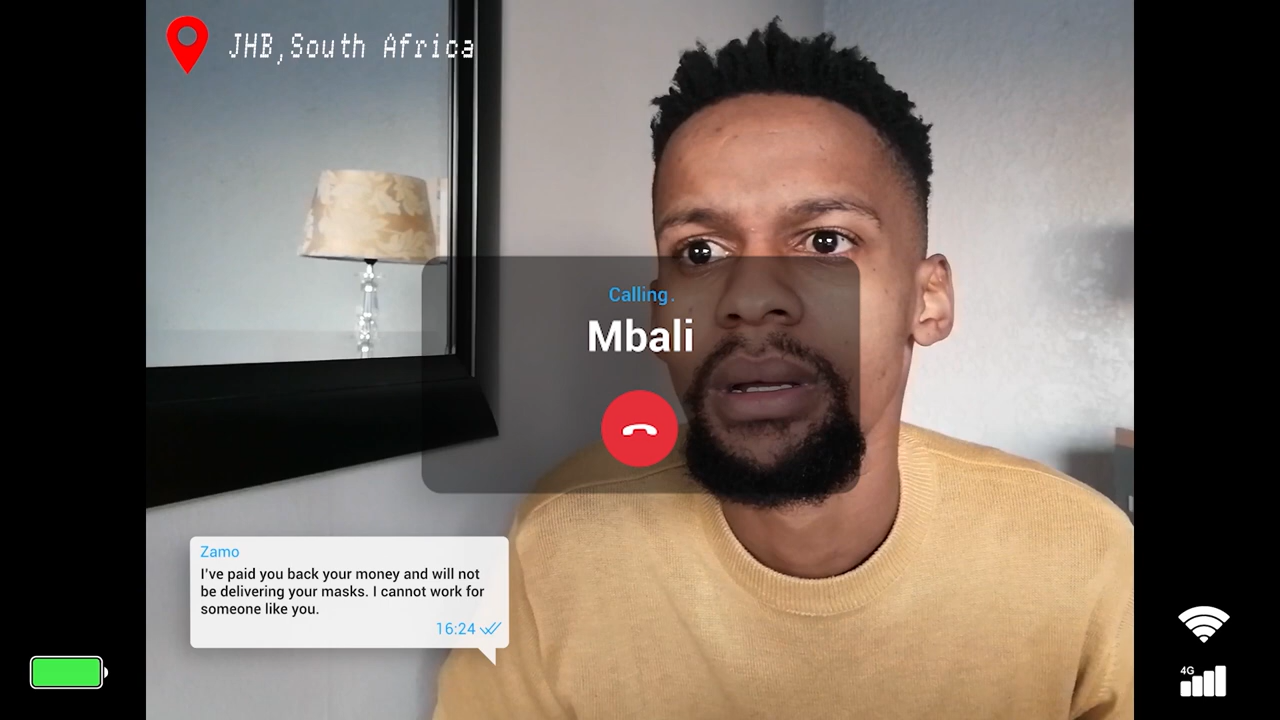 JHB,South Africa
Calling.
Mbali
Zamo
I've paid you back your money and will not
be delivering your masks. I cannot work for
someone like you.
16:24
4G